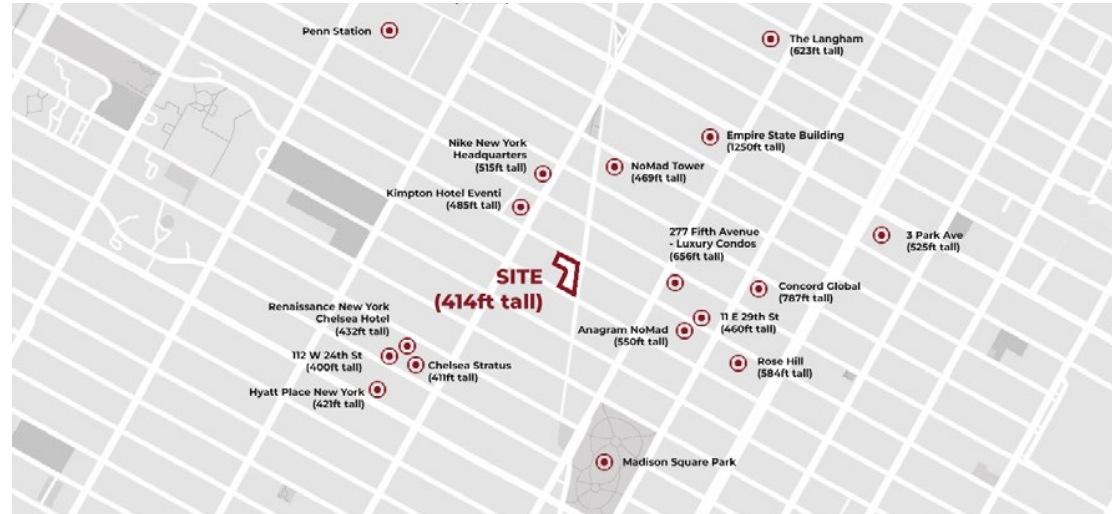 Penn Station
The Langham
(623ft tall)
Empire State Building
(1250ft tall)
Nike New York
Headquarters
(515ft tall)
NoMad Tower
(469ft tall)
Kimpton Hotel Eventi
(485ft tall)
277 Fifth Avenue
- Luxury Condos
(656ft tall)
3 Park Ave
(525ft tall)
SITE
(414ft tall)
Concord Global
(787ft tall)
Renaissance New York
Chelsea Hotel
(432ft tall)
11 E 29th St
(460ft tall)
Anagram NoMad
(550ft tall)
112 W 24th St
(400ft tall)
Chelsea Stratus
(411ft tall)
Rose Hill
(584ft tall)
Hyatt Place New York
(421ft tall)
Madison Square Park